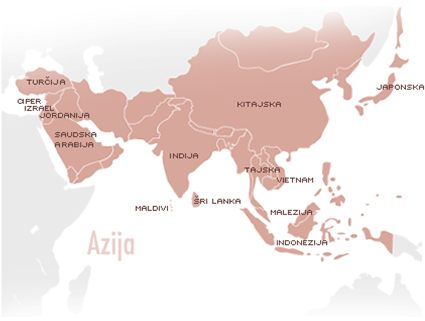 TURČIJA
CIPER
IZRAEL
JORDANIJA
SAUDSKA
ARABIJA
KITAJSKA
JAPONSKA
INDIJA
TAJSKA
VIETNAM
MALDIVI
ŠRI LANKA
MALEZIJA
INDONEZIJA
Azija